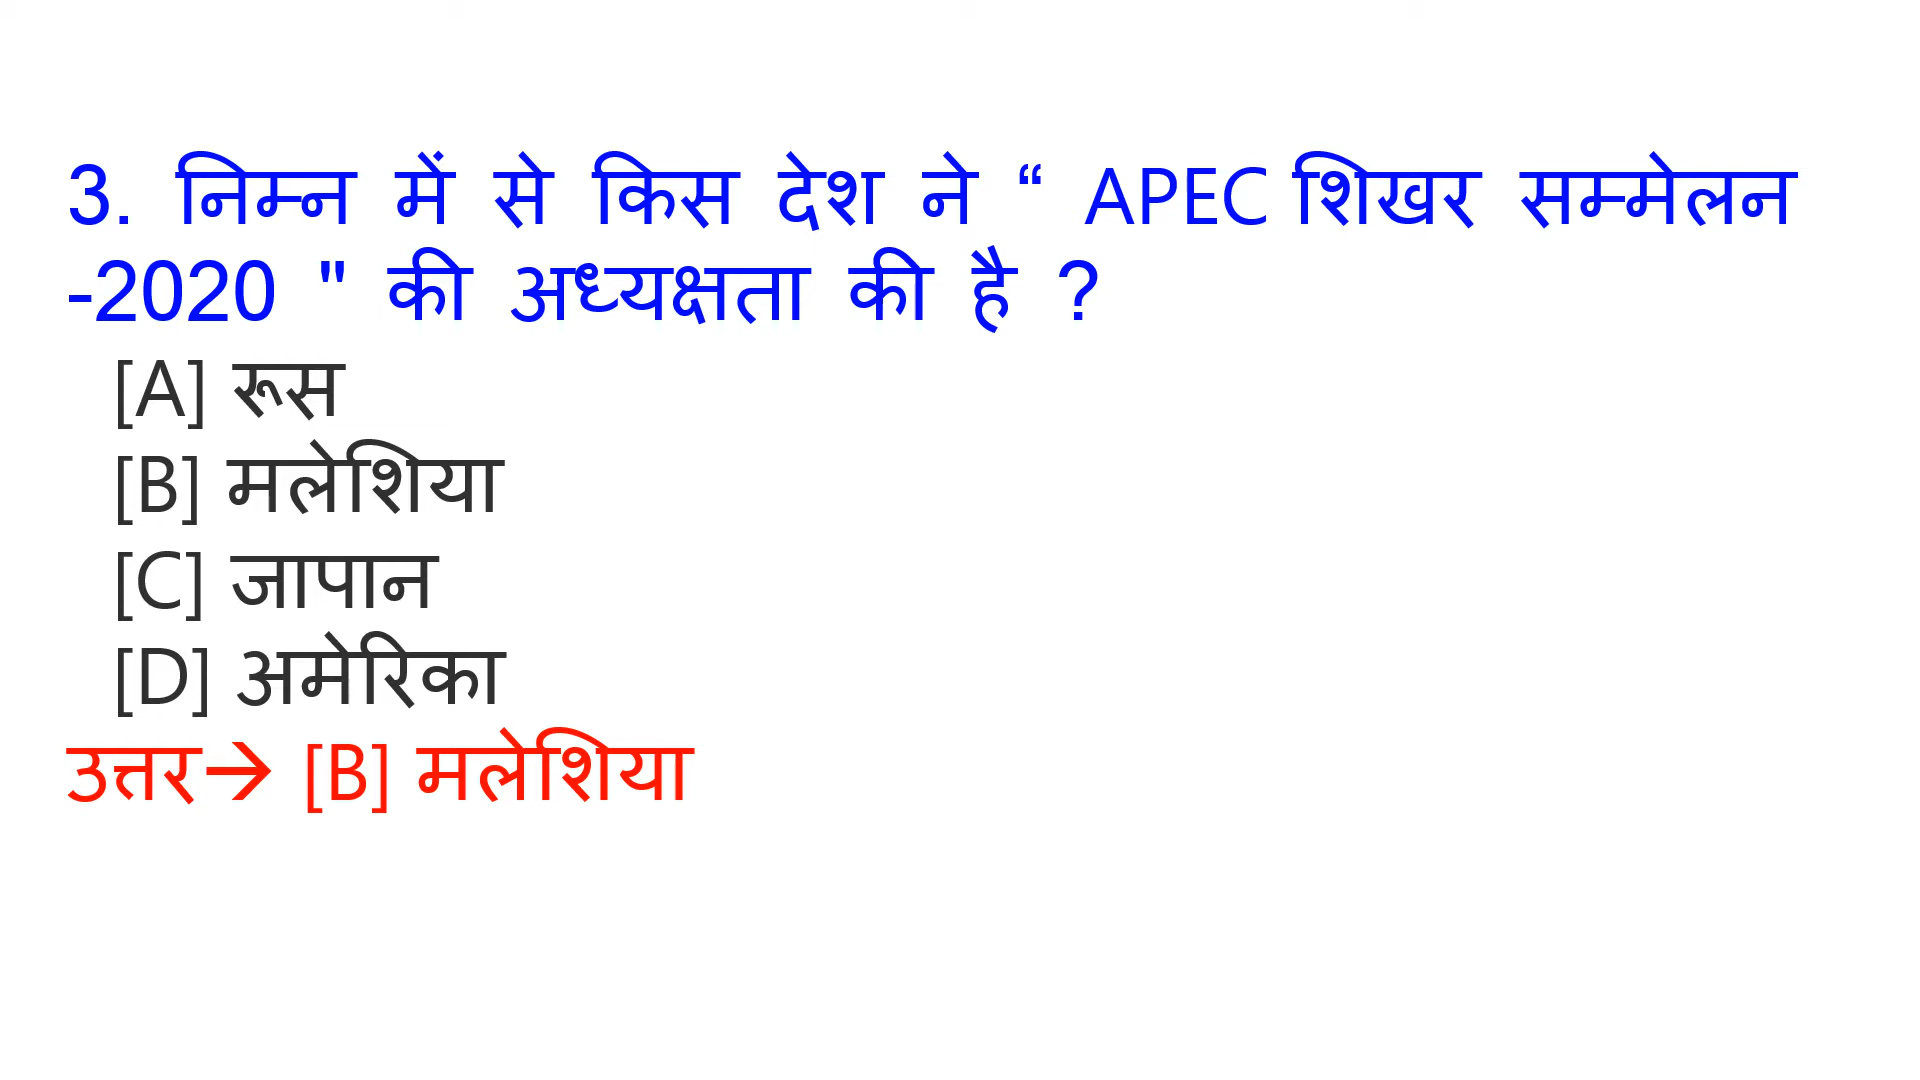 3. निम्न में से किस देश ने “ APEC शिखर सम्मेलन
-2020 " की अध्यक्षता की है ?
[A] रूस
[B] मलेशिया
[C] जापान
[D] अमेरिका
उत्तर→ [B] मलेशिया